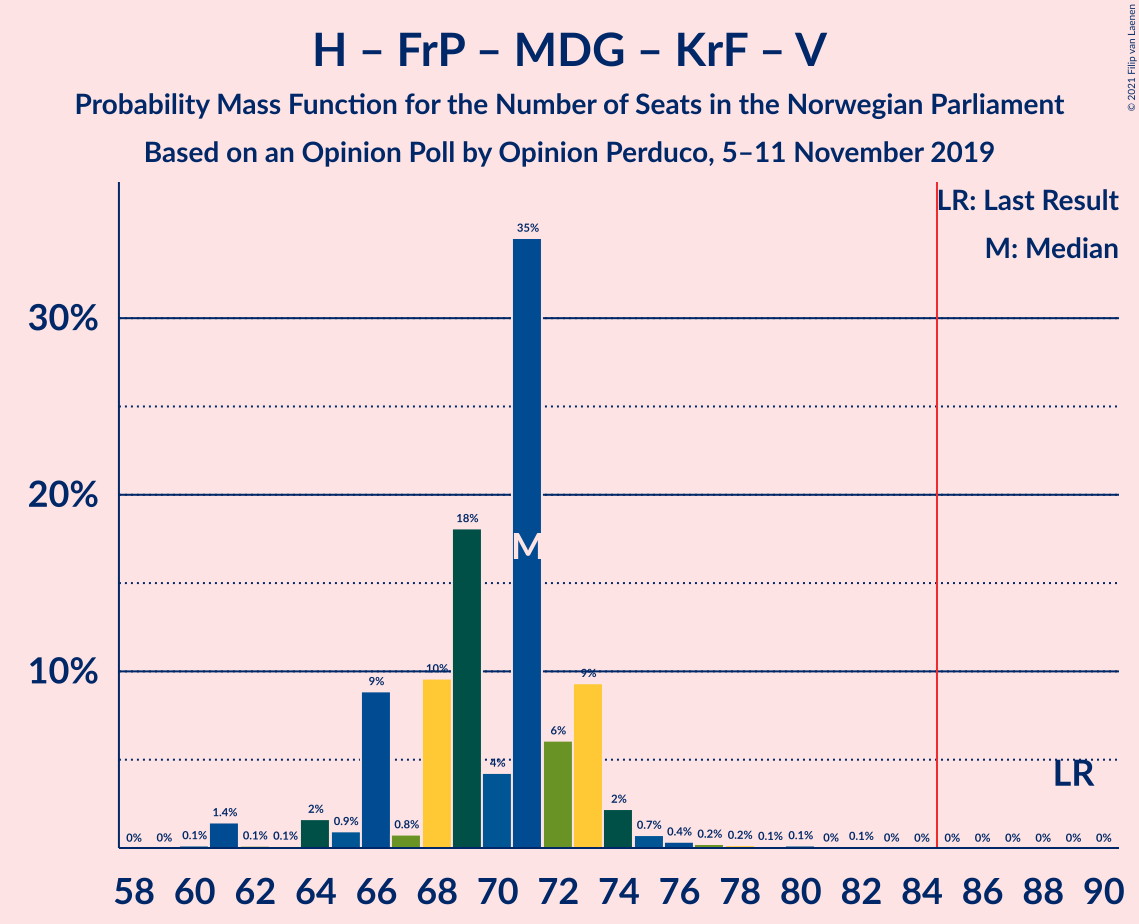 H – FrP – MDG – KrF – V
Probability Mass Function for the Number of Seats in the Norwegian Parliament
Based on an Opinion Poll by Opinion Perduco, 5–11 November 2019
© 2021 Filip van Laenen
LR: Last Result
M: Median
30%
20%
10%
0% 0% 0.1% 1.4% 0.1% 0.1% 2% 0.9% 9% 0.8% 10% 18% 4% 35% 6% 9% 2% 0.7% 0.4% 0.2% 0.2% 0.1% 0.1% 0% 0.1% 0% 0% 0% 0% 0% 0% 0% 0%
M
LR
58 60 62 64 66 68 70 72 74 76 78 80 82 84 86 88 90